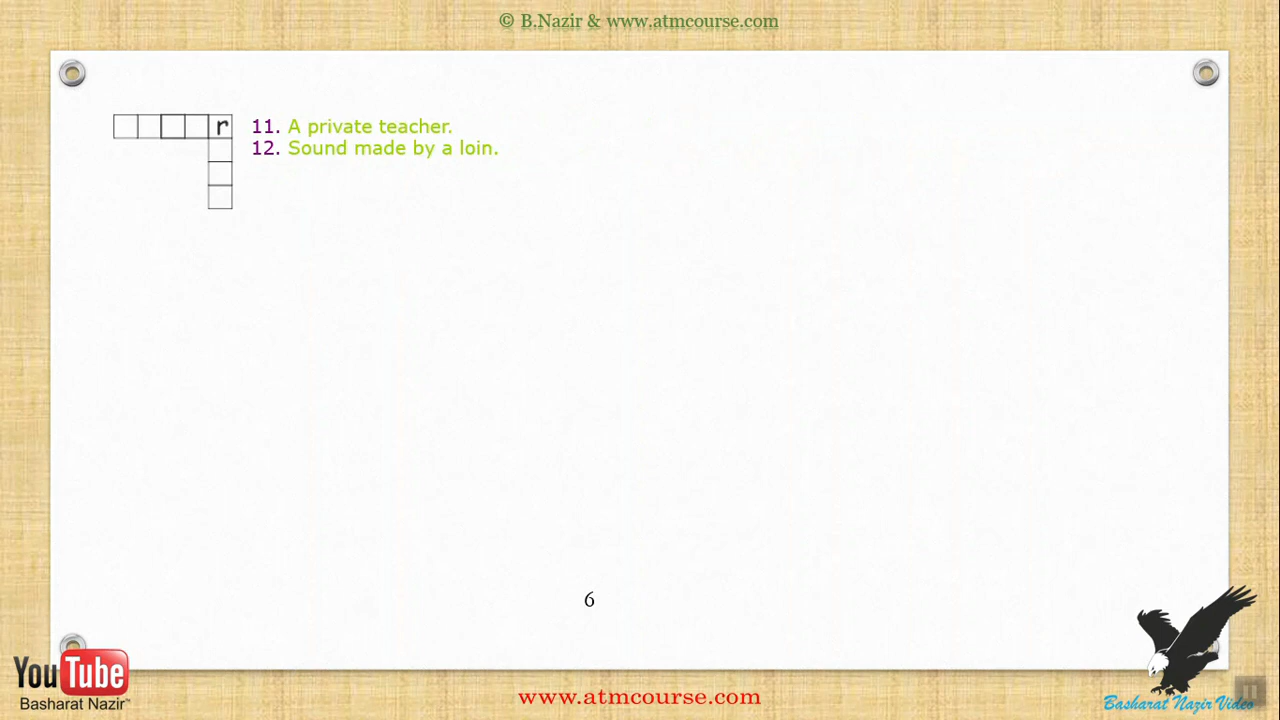 © B.Nazir & www.atmcourse.com
r
11. A private teacher.
12. Sound made by a loin.
6
YouTube
Basharat Nazir™
www.atmcourse.com
Basharat Nazir Video